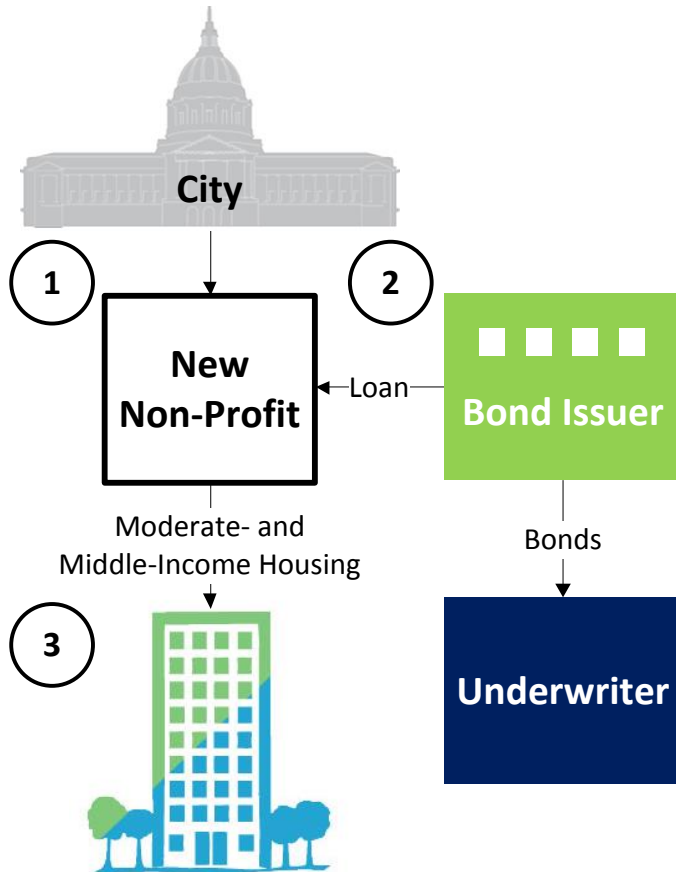 City
1
2
New
Non-Profit
Loan
Bond Issuer
Moderate- and
Middle-Income Housing
Bonds
3
Underwriter